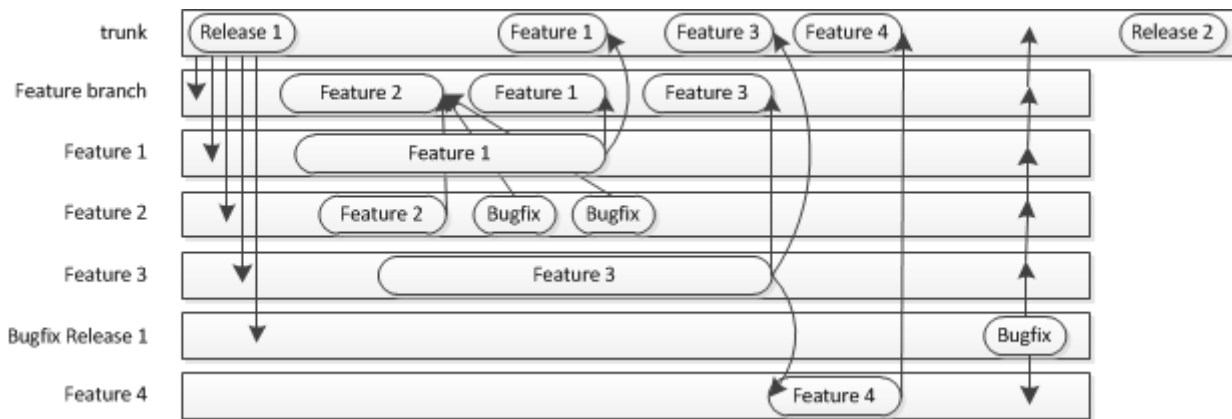 trunk Release 1 Feature 1 Feature 3 Feature 4 Release 2
Feature branch Feature 2 Feature 1 Feature 3
Feature 1 Feature 1
Feature 2 Feature 2 Bugfix Bugfix
Feature 3 Feature 3
Bugfix Release 1 Bugfix
Feature 4 Feature 4